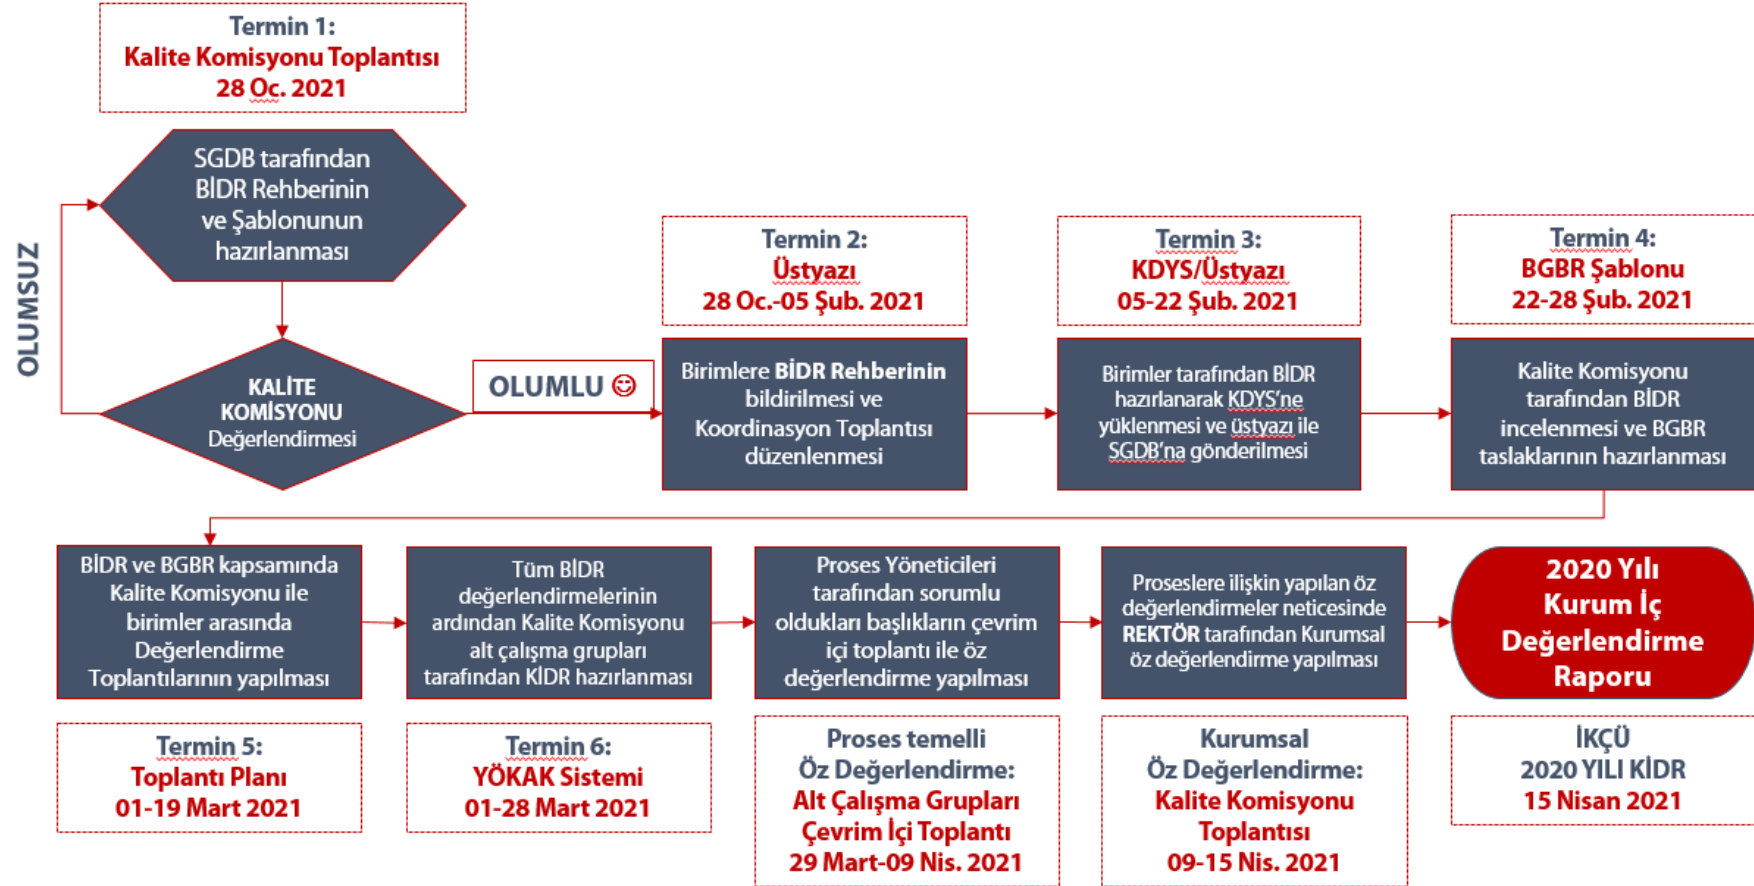 Termin 1:
Kalite Komisyonu Toplantısı
28 Oc. 2021
SGDB tarafından
BİDR Rehberinin
ve Şablonunun
hazırlanması
OLUMSUZ
KALİTE
KOMİSYONU
Değerlendirmesi
OLUMLU ☺
Termin 2:
Üstyazı
28 Oc.-05 Şub. 2021
Birimlere BİDR Rehberinin
bildirilmesi ve
Koordinasyon Toplantısı
düzenlenmesi
Termin 3:
KDYS/Üstyazı
05-22 Şub. 2021
Birimler tarafından BİDR
hazırlanarak KDYS’ne
yüklenmesi ve üstyazı ile
SGDB’na gönderilmesi
Termin 4:
BGBR Şablonu
22-28 Şub. 2021
Kalite Komisyonu
tarafından BİDR
incelenmesi ve BGBR
taslaklarının hazırlanması
BİDR ve BGBR kapsamında
Kalite Komisyonu ile
birimler arasında
Değerlendirme
Toplantılarının yapılması
Termin 5:
Toplantı Planı
01-19 Mart 2021
Tüm BİDR
değerlendirmelerinin
ardından Kalite Komisyonu
alt çalışma grupları
tarafından KİDR hazırlanması
Termin 6:
YÖKAK Sistemi
01-28 Mart 2021
Proses Yöneticileri
tarafından sorumlu
oldukları başlıkların çevrim
içi toplantı ile öz
değerlendirme yapılması
Proses temelli
Öz Değerlendirme:
Alt Çalışma Grupları
Çevrim İçi Toplantı
29 Mart-09 Nis. 2021
Proseslere ilişkin yapılan öz
değerlendirmeler neticesinde
REKTÖR tarafından Kurumsal
öz değerlendirme yapılması
Kurumsal
Öz Değerlendirme:
Kalite Komisyonu
Toplantısı
09-15 Nis. 2021
2020 Yılı
Kurum İç
Değerlendirme
Raporu
İKÇÜ
2020 YILI KİDR
15 Nisan 2021